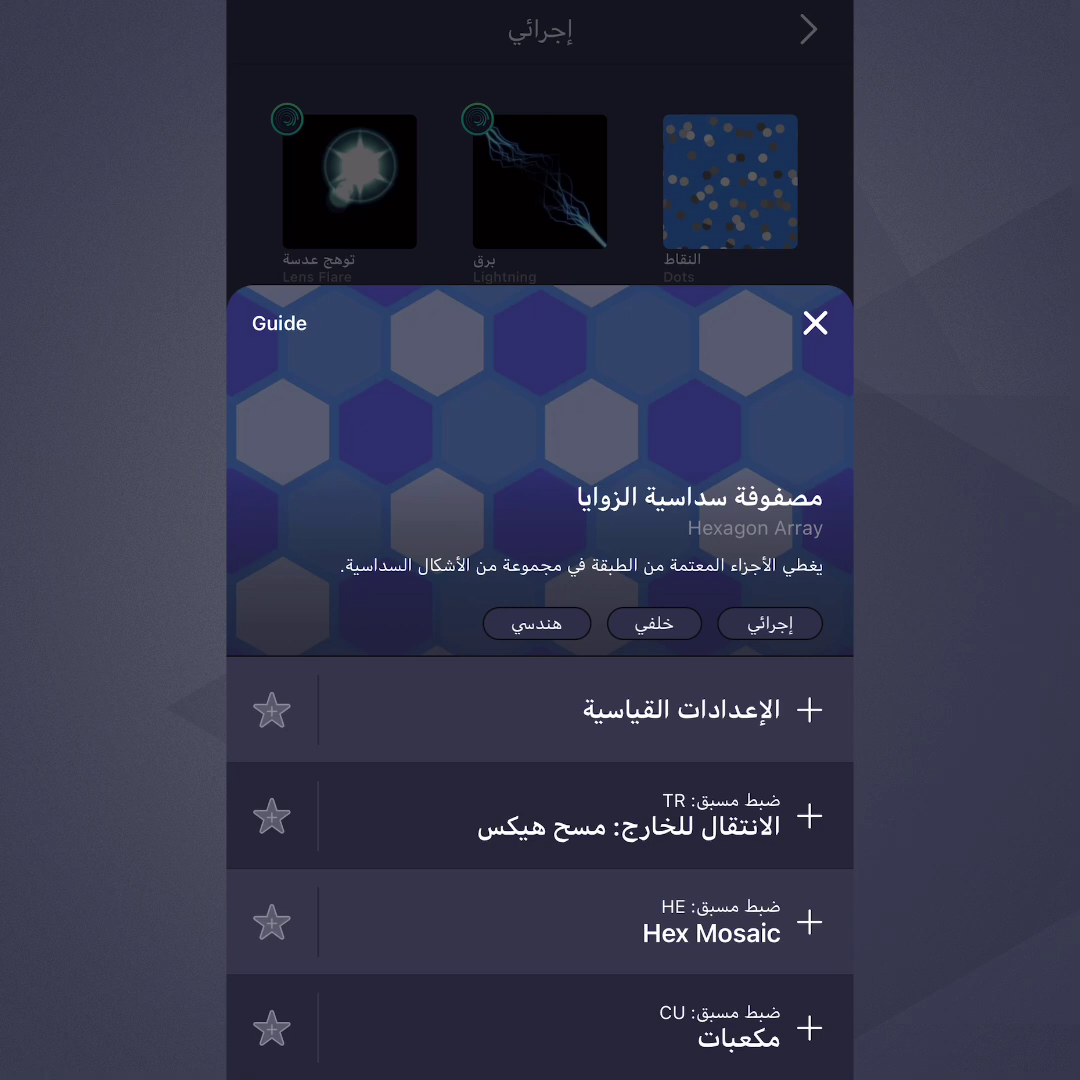 إجرائي
توهج عدسة
Lens Flare
برق
Lightning
النقاط
Dots
Guide
مصفوفة سداسية الزوايا
Hexagon Array
يغطي الأجزاء المعتمة من الطبقة في مجموعة من الأشكال السداسية.
إجرائي
خلفي
هندسي
الإعدادات القياسية
ضبط مسبق: TR
الانتقال للخارج: مسح هيكس
ضبط مسبق: HE
Hex Mosaic
ضبط مسبق: CU
مكعبات